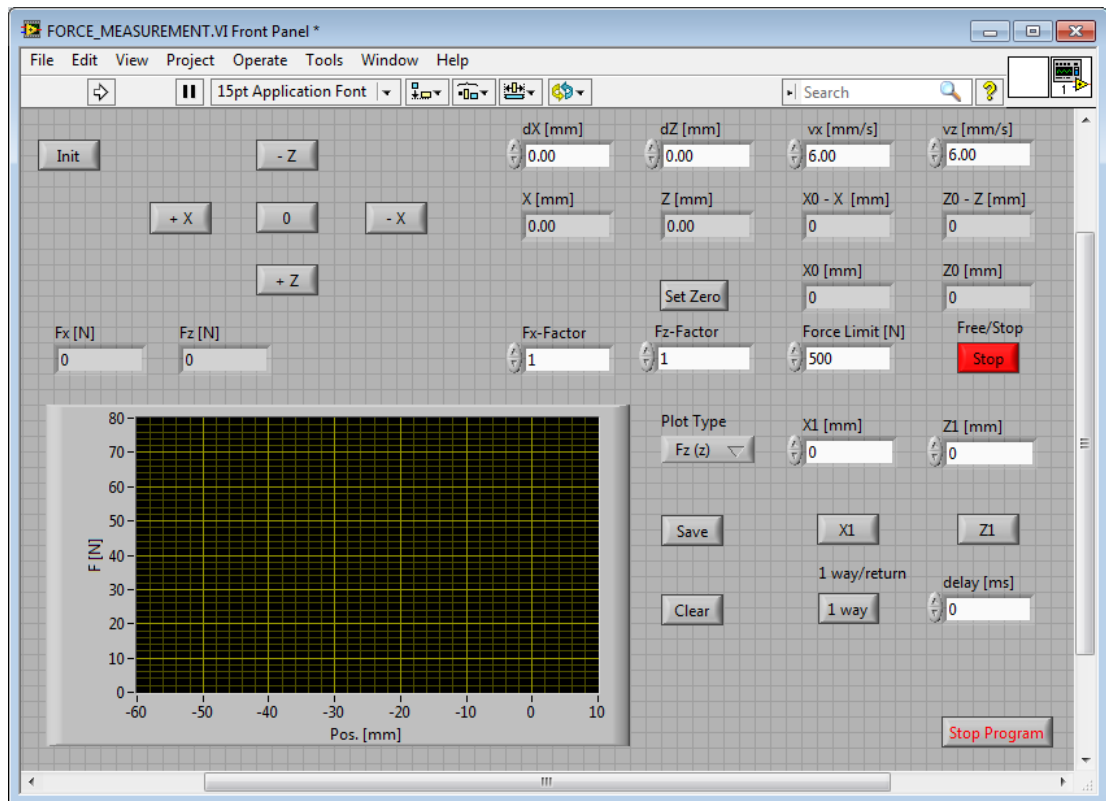 FORCE_MEASUREMENT.VI Front Panel *
File Edit View Project Operate Tools Window Help
15pt Application Font
Search
?
1
dX [mm] dZ [mm] vx [mm/s] vz [mm/s]
Init - Z 0.00 0.00 6.00 6.00
X [mm] Z [mm] X0 - X [mm] Z0 - Z [mm]
+ X 0 - X 0.00 0.00 0 0
X0 [mm] Z0 [mm]
+ Z Set Zero 0 0
Fx [N] Fz [N] Fx-Factor Fz-Factor Force Limit [N] Free/Stop
0 0 1 1 500 Stop
Plot Type X1 [mm] Z1 [mm]
Fz (z) 0 0
Save X1 Z1
1 way/return delay [ms]
Clear 1 way 0
F [N]
80
70
60
50
40
30
20
10
0
-60 -50 -40 -30 -20 -10 0 10
Pos. [mm]
Stop Program